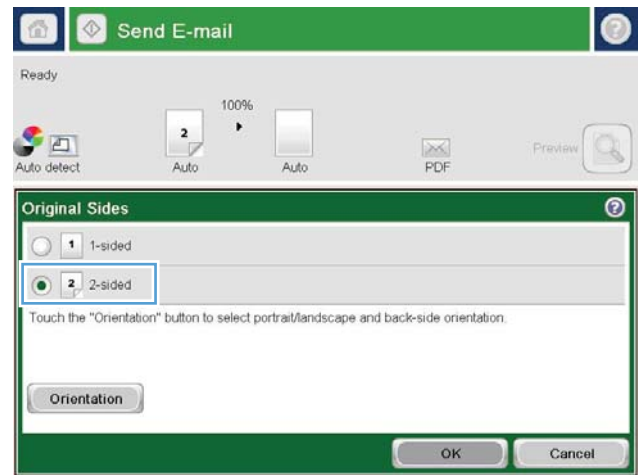 Send E-mail
Ready
100%
2
Auto detect
Auto
Auto
PDF
Preview
Original Sides
1 1-sided
2 2-sided
Touch the "Orientation" button to select portrait/landscape and back-side orientation.
Orientation
OK Cancel